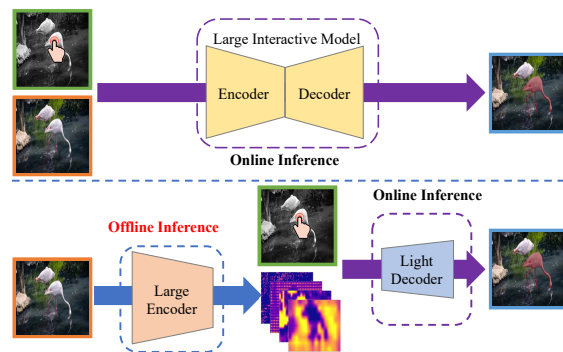 Large Interactive Model
Encoder
Decoder
Online Inference
Online Inference
Offline Inference
Large
Encoder
Light
Decoder